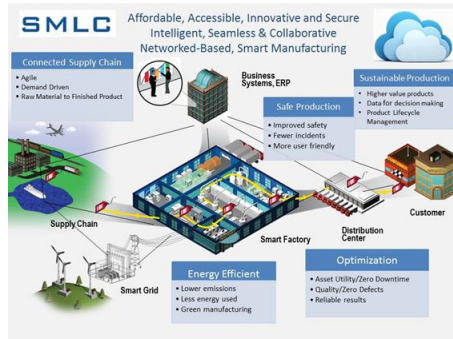 SMLC
Affordable, Accessible, Innovative and Secure
Intelligent, Seamless & Collaborative
Networked-Based, Smart Manufacturing
Connected Supply Chain
• Agile
• Demand Driven
• Raw Material to Finished Product
Business
Systems, ERP
Sustainable Production
• Higher value products
• Data for decision making
• Product Lifecycle
Management
Safe Production
• Improved safety
• Fewer incidents
• More user friendly
Supply Chain
Smart Grid
Smart Factory
Distribution
Center
Customer
Energy Efficient
• Lower emissions
• Less energy used
• Green manufacturing
Optimization
• Asset Utility/Zero Downtime
• Quality/Zero Defects
• Reliable results